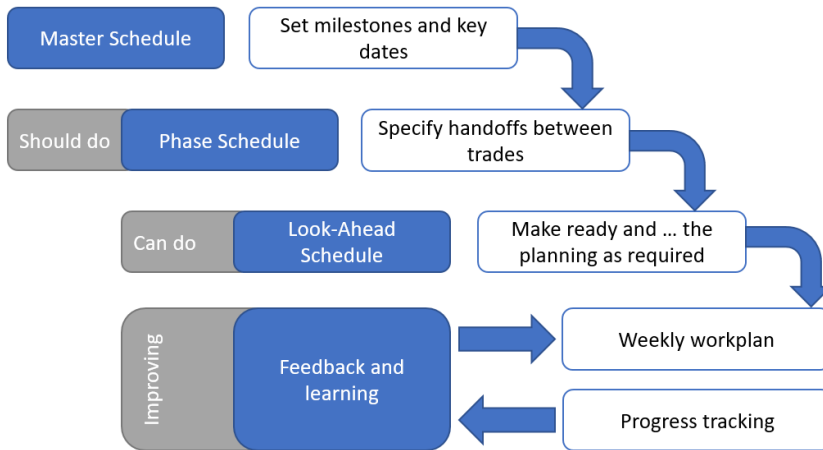 Master Schedule
Set milestones and key
dates
Should do
Phase Schedule
Specify handoffs between
trades
Can do
Look-Ahead
Schedule
Make ready and … the
planning as required
Improving
Feedback and
learning
Weekly workplan
Progress tracking